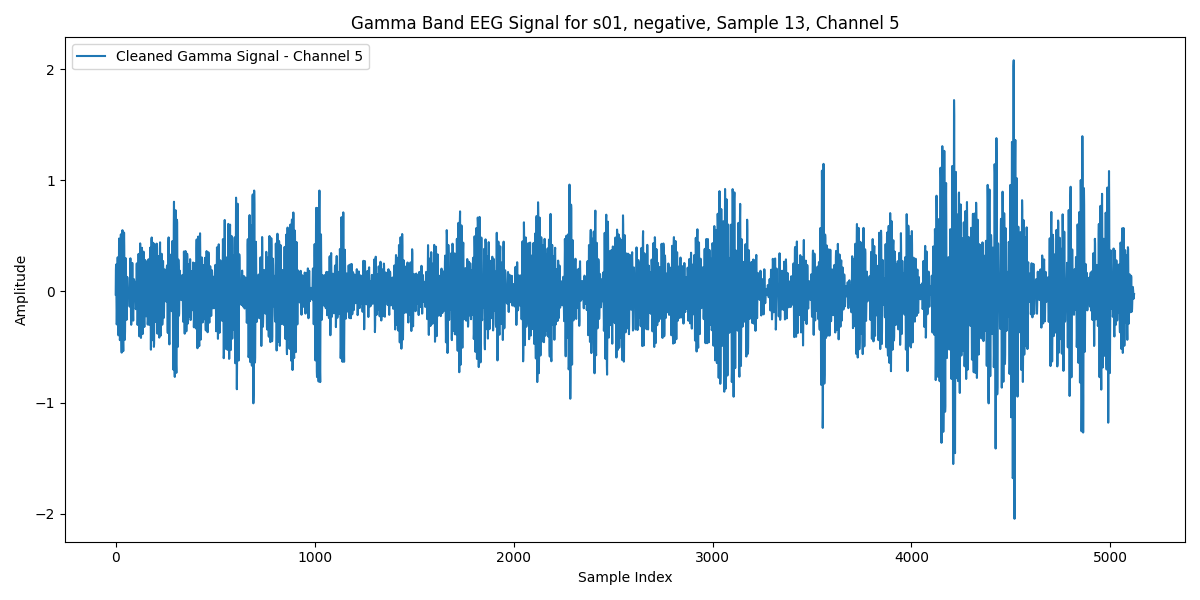 Gamma Band EEG Signal for s01, negative, Sample 13, Channel 5
Cleaned Gamma Signal - Channel 5
Amplitude
2
1
0
−1
−2
0 1000 2000 3000 4000 5000
Sample Index